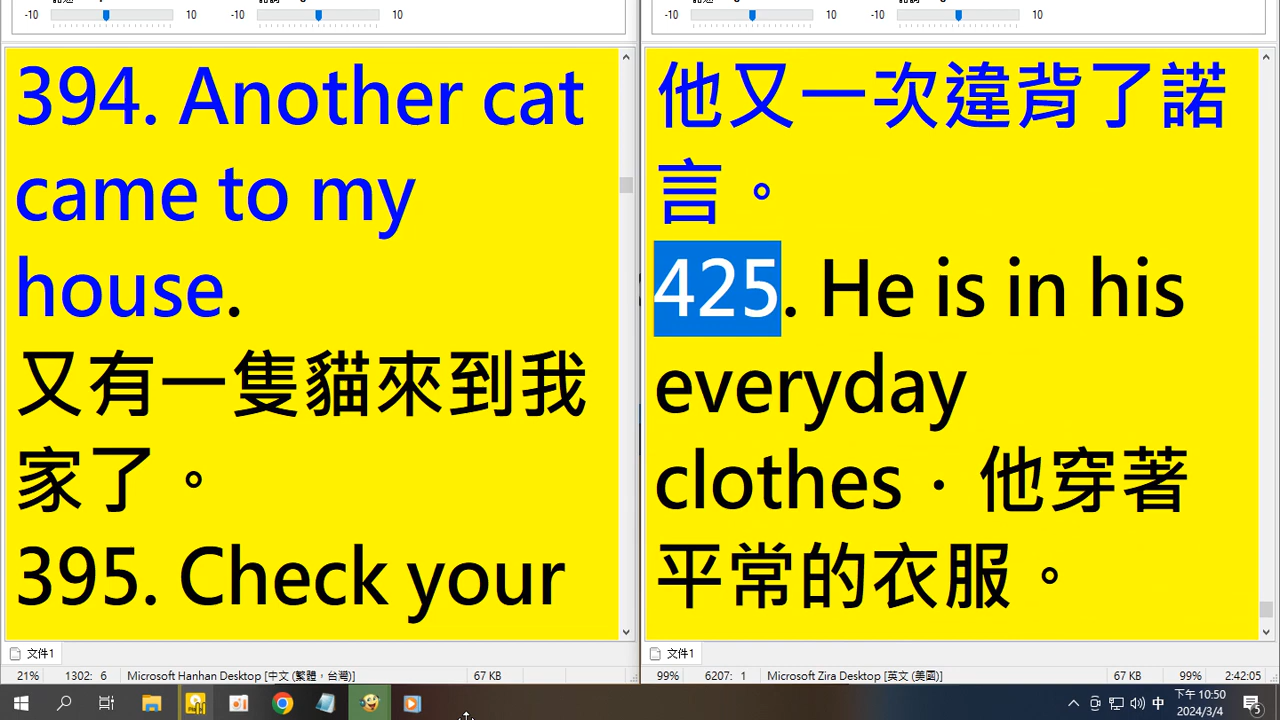 -10
10
-10
10
-10
10
-10
10
394. Another cat
came to my
house.
又有一隻貓來到我
家了。
395. Check your
他又一次違背了諾
言。
425. He is in his
everyday
clothes．他穿著
平常的衣服。
文件1
文件1
21%
1302: 6
Microsoft Hanhan Desktop [中文 (繁體，台灣)]
67 KB
99%
6207: 1
Microsoft Zira Desktop [英文 (美國)]
67 KB
99%
2:42:05
中
下午 10:50
2024/3/4
5